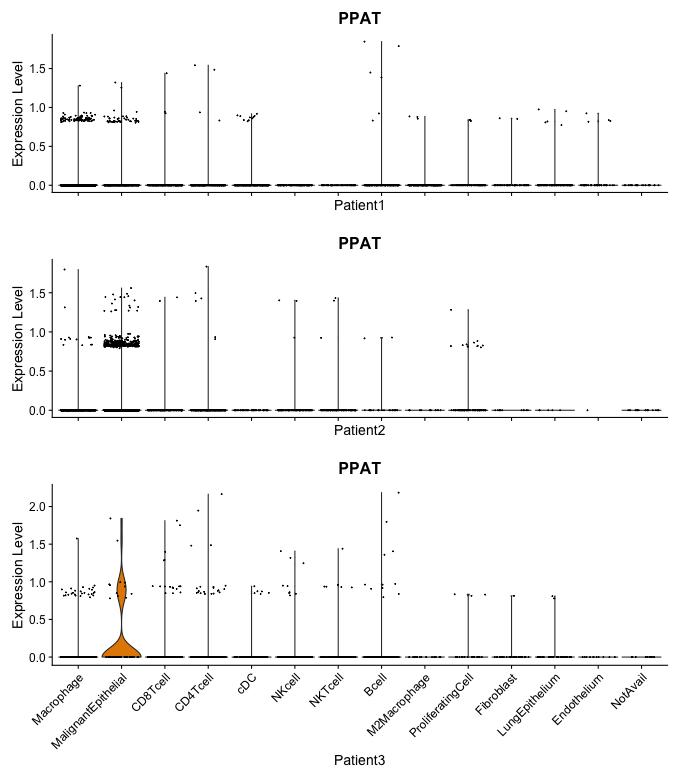 PPAT
Expression Level
1.5
1.0
0.5
0.0
Patient1
PPAT
Expression Level
1.5
1.0
0.5
0.0
Patient2
PPAT
Expression Level
2.0
1.5
1.0
0.5
0.0
Macrophage
MalignantEpithelial
CD8Tcell
CD4Tcell
cDC
NKcell
NKTcell
Bcell
M2Macrophage
ProliferatingCell
Fibroblast
LungEpithelium
Endothelium
NotAvail
Patient3